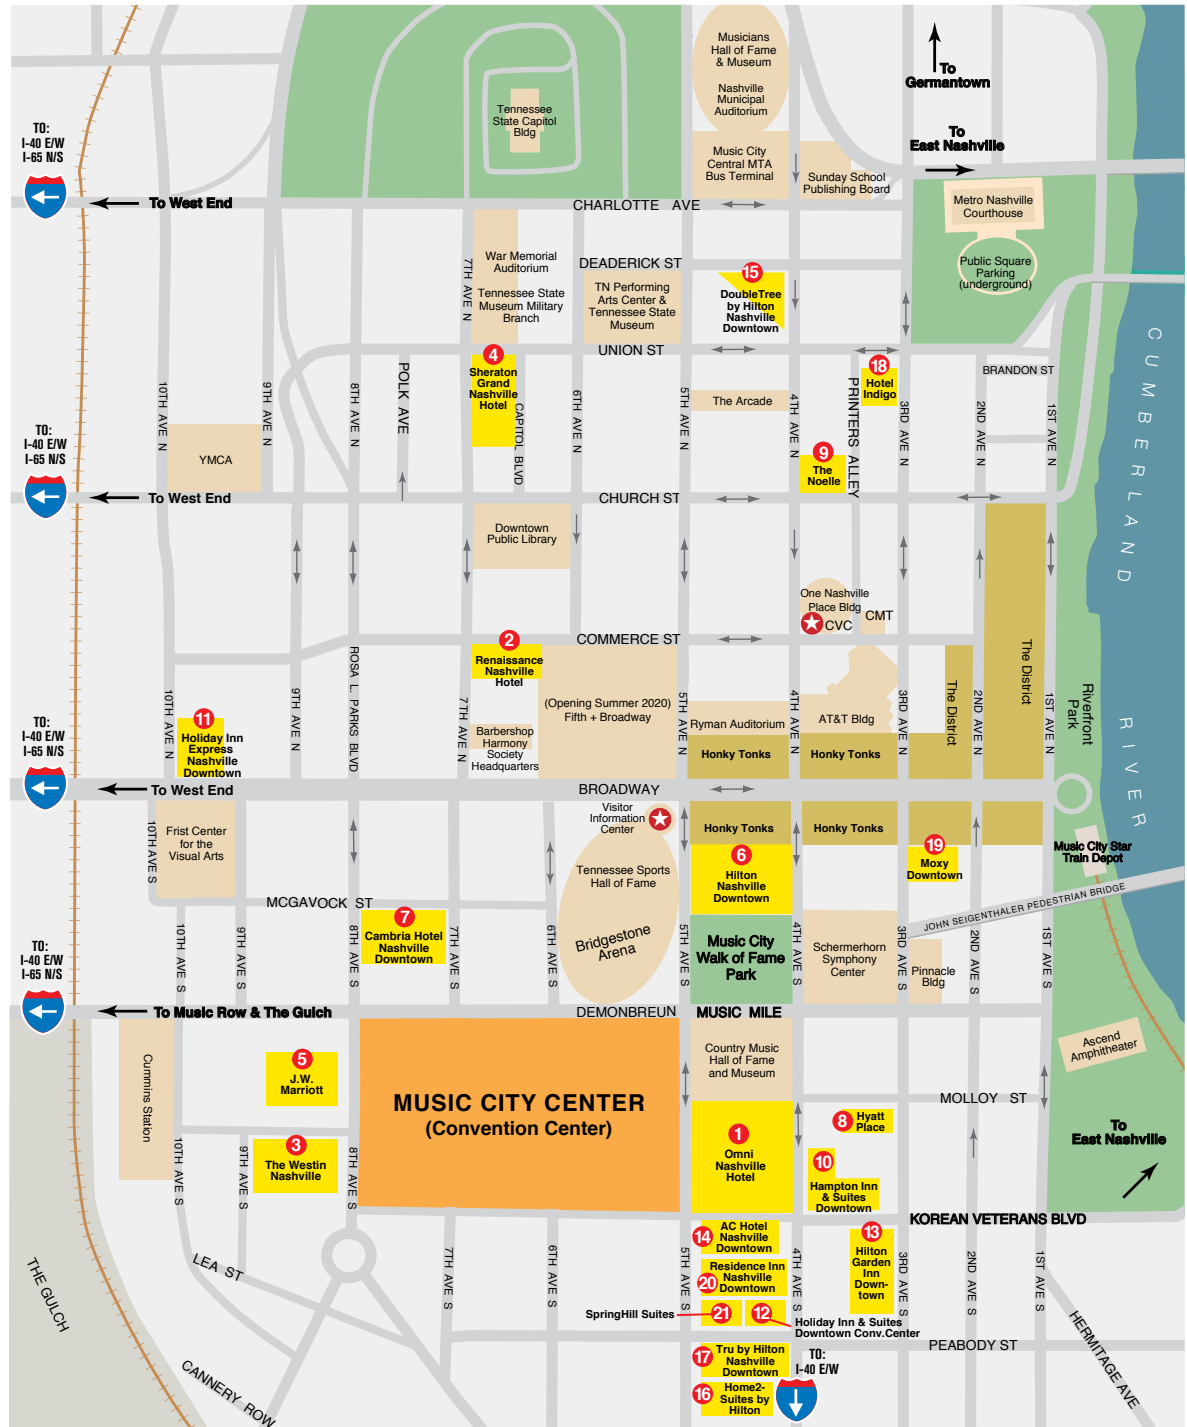 Musicians
Hall of Fame
& Museum
Nashville
Municipal
Auditorium
To
Germantown
Tennessee
State Capitol
Bldg
TO:
I-40 E/W
I-65 N/S
To
East Nashville
Music City
Central MTA
Bus Terminal
Sunday School
Publishing Board
To West End
CHARLOTTE AVE
Metro Nashville
Courthouse
Public Square
Parking
(underground)
War Memorial
Auditorium
Tennessee State
Museum Military
Branch
7TH AVE N
DEADERICK ST
TN Performing
Arts Center &
Tennessee State
Museum
15
DoubleTree
by Hilton
Nashville
Downtown
UNION ST
4
Sheraton
Grand
Nashville
Hotel
18
Hotel
Indigo
BRANDON ST
CUMBERLAND
RIVER
10TH AVE N
9TH AVE N
8TH AVE N
POLK AVE
CAPITOL BLVD
6TH AVE N
5TH AVE N
The Arcade
4TH AVE N
PRINTERS ALLEY
3RD AVE N
2ND AVE N
1ST AVE N
TO:
I-40 E/W
I-65 N/S
YMCA
9
The
Noelle
To West End
CHURCH ST
Downtown
Public Library
One Nashville
Place Bldg
CVC
CMT
2
Renaissance
Nashville
Hotel
COMMERCE ST
The District
The District
Riverfront
Park
10TH AVE N
9TH AVE N
ROSA L. PARKS BLVD
7TH AVE N
5TH AVE N
4TH AVE N
3RD AVE N
2ND AVE N
1ST AVE N
(Opening Summer 2020)
Fifth + Broadway
Ryman Auditorium
AT&T Bldg
11
Holiday Inn
Express
Nashville
Downtown
Barbershop
Harmony
Society
Headquarters
Honky Tonks
Honky Tonks
TO:
I-40 E/W
I-65 N/S
To West End
BROADWAY
Visitor
Information
Center
Honky Tonks
Honky Tonks
10TH AVE S
Frist Center
for the
Visual Arts
Tennessee Sports
Hall of Fame
Bridgestone
Arena
6
Hilton
Nashville
Downtown
19
Moxy
Downtown
Music City Star
Train Depot
JOHN SEIGENTHALER PEDESTRIAN BRIDGE
MCGAVOCK ST
7
Cambria Hotel
Nashville
Downtown
10TH AVE S
9TH AVE S
8TH AVE S
7TH AVE S
6TH AVE S
5TH AVE S
Music City
Walk of Fame
Park
4TH AVE S
Schermerhorn
Symphony
Center
3RD AVE S
Pinnacle
Bldg
2ND AVE S
1ST AVE S
TO:
I-40 E/W
I-65 N/S
To Music Row & The Gulch
DEMONBREUN
MUSIC MILE
Cummins Station
5
J.W.
Marriott
MUSIC CITY CENTER
(Convention Center)
Country Music
Hall of Fame
and Museum
Ascend
Amphitheater
MOLLOY ST
8
Hyatt
Place
To
East Nashville
3
The Westin
Nashville
10TH AVE S
9TH AVE S
8TH AVE S
1
Omni
Nashville
Hotel
10
Hampton Inn
& Suites
Downtown
KOREAN VETERANS BLVD
14
AC Hotel
Nashville
Downtown
13
Hilton
Garden
Inn
Down-
town
LEA ST
THE GULCH
7TH AVE S
6TH AVE S
5TH AVE S
4TH AVE S
3RD AVE S
2ND AVE S
1ST AVE S
20
Residence Inn
Nashville
Downtown
SpringHill Suites
21
12
Holiday Inn & Suites
Downtown Conv.Center
HERMITAGE AVE
PEABODY ST
17
Tru by Hilton
Nashville
Downtown
TO:
I-40 E/W
CANNERY ROW
16
Home2-
Suites by
Hilton